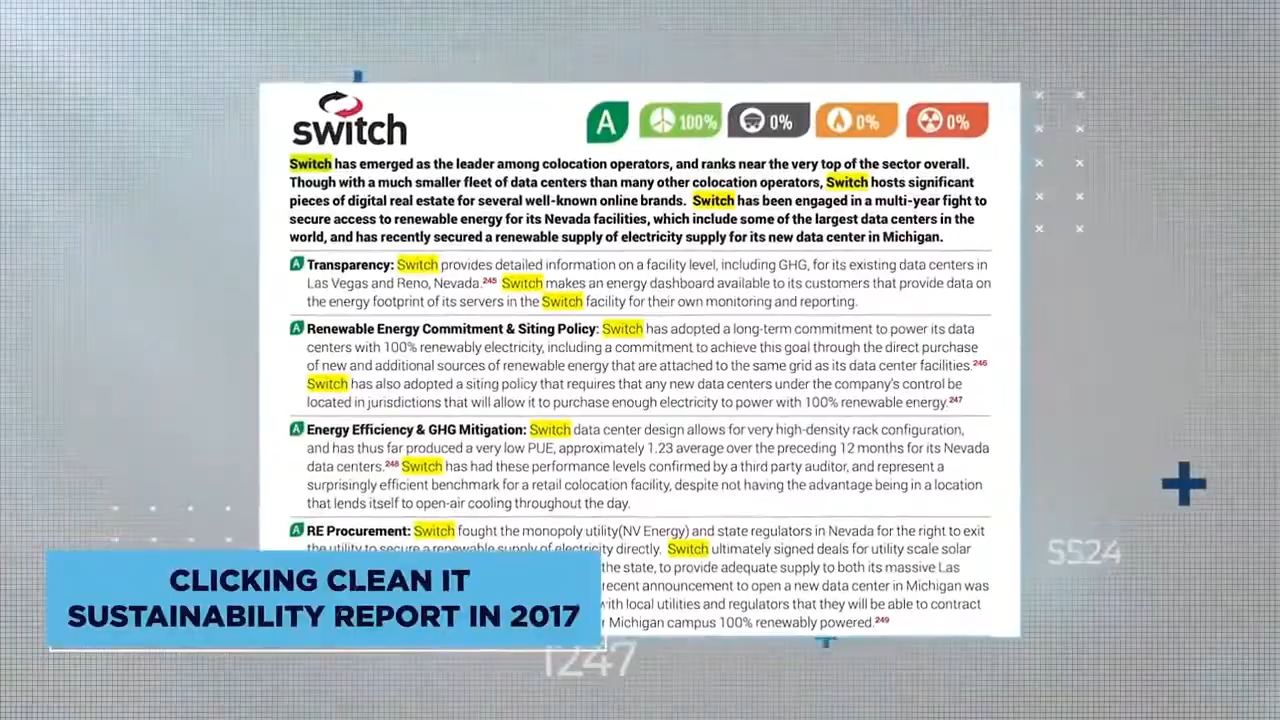 switch
A 100% 0% 0% 0%
Switch has emerged as the leader among colocation operators, and ranks near the very top of the sector overall.
Though with a much smaller fleet of data centers than many other colocation operators, Switch hosts significant
pieces of digital real estate for several well-known online brands. Switch has been engaged in a multi-year fight to
secure access to renewable energy for its Nevada facilities, which include some of the largest data centers in the
world, and has recently secured a renewable supply of electricity supply for its new data center in Michigan.
A Transparency: Switch provides detailed information on a facility level, including GHG, for its existing data centers in
Las Vegas and Reno, Nevada.245 Switch makes an energy dashboard available to its customers that provide data on
the energy footprint of its servers in the Switch facility for their own monitoring and reporting.
A Renewable Energy Commitment & Siting Policy: Switch has adopted a long-term commitment to power its data
centers with 100% renewably electricity, including a commitment to achieve this goal through the direct purchase
of new and additional sources of renewable energy that are attached to the same grid as its data center facilities.246
Switch has also adopted a siting policy that requires that any new data centers under the company's control be
located in jurisdictions that will allow it to purchase enough electricity to power with 100% renewable energy.247
A Energy Efficiency & GHG Mitigation: Switch data center design allows for very high-density rack configuration,
and has thus far produced a very low PUE, approximately 1.23 average over the preceding 12 months for its Nevada
data centers.248 Switch has had these performance levels confirmed by a third party auditor, and represent a
surprisingly efficient benchmark for a retail colocation facility, despite not having the advantage being in a location
that lends itself to open-air cooling throughout the day.
A RE Procurement: Switch fought the monopoly utility(NV Energy) and state regulators in Nevada for the right to exit
the utility to secure a renewable supply of electricity directly. Switch ultimately signed deals for utility scale solar
the state, to provide adequate supply to both its massive Las
recent announcement to open a new data center in Michigan was
with local utilities and regulators that they will be able to contract
Michigan campus 100% renewably powered.249
CLICKING CLEAN IT
SUSTAINABILITY REPORT IN 2017
5524
1247